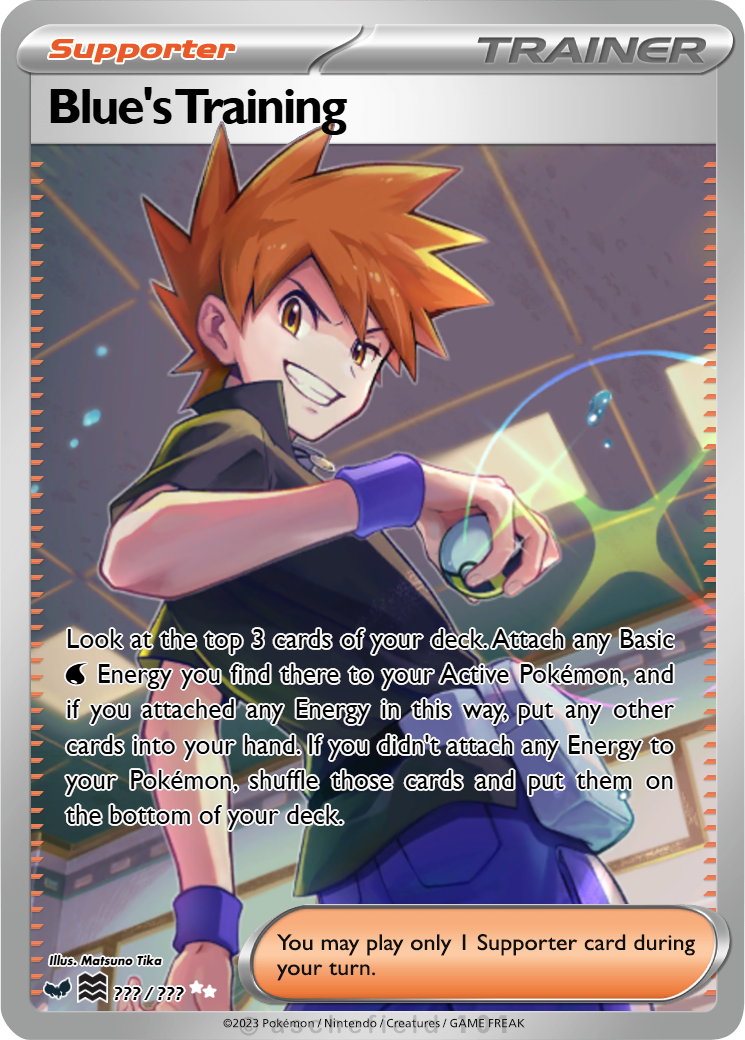 Supporter
TRAINER
Blue's Training
Look at the top 3 cards of your deck. Attach any Basic
Energy you find there to your Active Pokémon, and
if you attached any Energy in this way, put any other
cards into your hand. If you didn't attach any Energy to
your Pokémon, shuffle those cards and put them on
the bottom of your deck.
You may play only 1 Supporter card during
your turn.
Illus. Matsuno Tika
??? / ???
©2023 Pokémon / Nintendo / Creatures / GAME FREAK